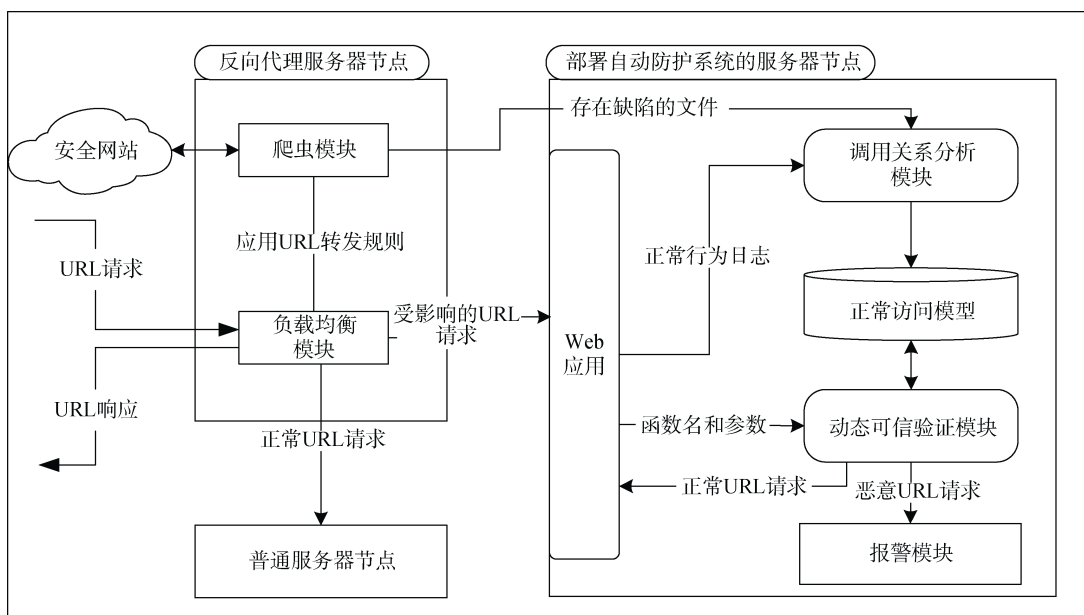 反向代理服务器节点
部署自动防护系统的服务器节点
存在缺陷的文件
安全网站
爬虫模块
调用关系分析
模块
应用URL转发规则
正常行为日志
URL请求
受影响的URL
请求
负载均衡
模块
正常访问模型
Web
应用
URL响应
正常URL请求
函数名和参数
动态可信验证模块
正常URL请求
恶意URL请求
普通服务器节点
报警模块